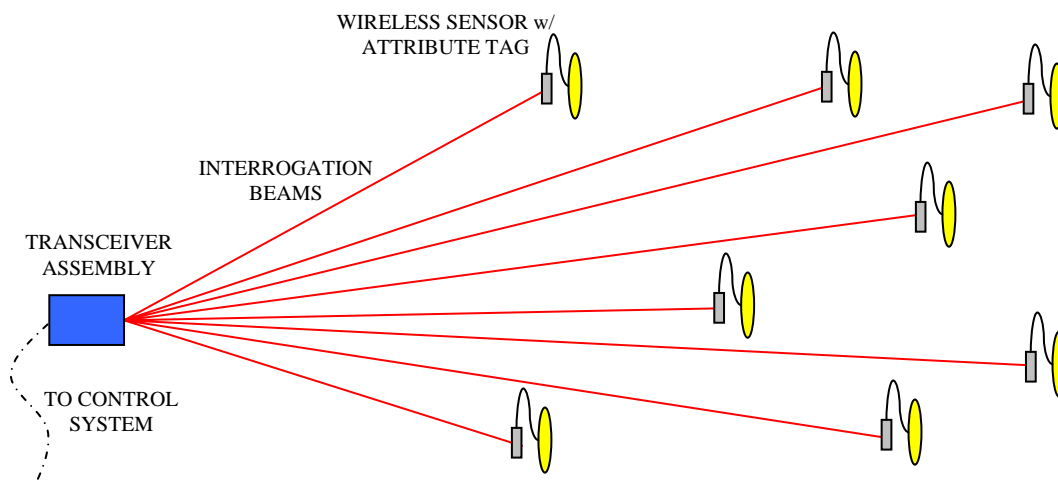 WIRELESS SENSOR w/
ATTRIBUTE TAG
INTERROGATION
BEAMS
TRANSCEIVER
ASSEMBLY
TO CONTROL
SYSTEM